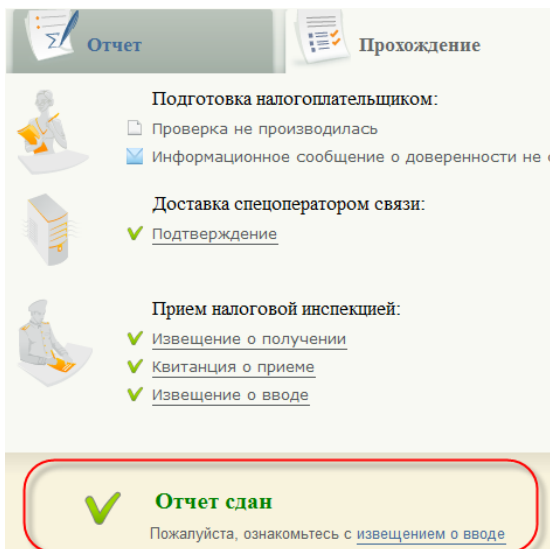 Отчет
Прохождение
Подготовка налогоплательщиком:
Проверка не производилась
Информационное сообщение о доверенности не
Доставка спецоператором связи:
Подтверждение
Прием налоговой инспекцией:
Извещение о получении
Квитанция о приеме
Извещение о вводе
Отчет сдан
Пожалуйста, ознакомьтесь с извещением о вводе